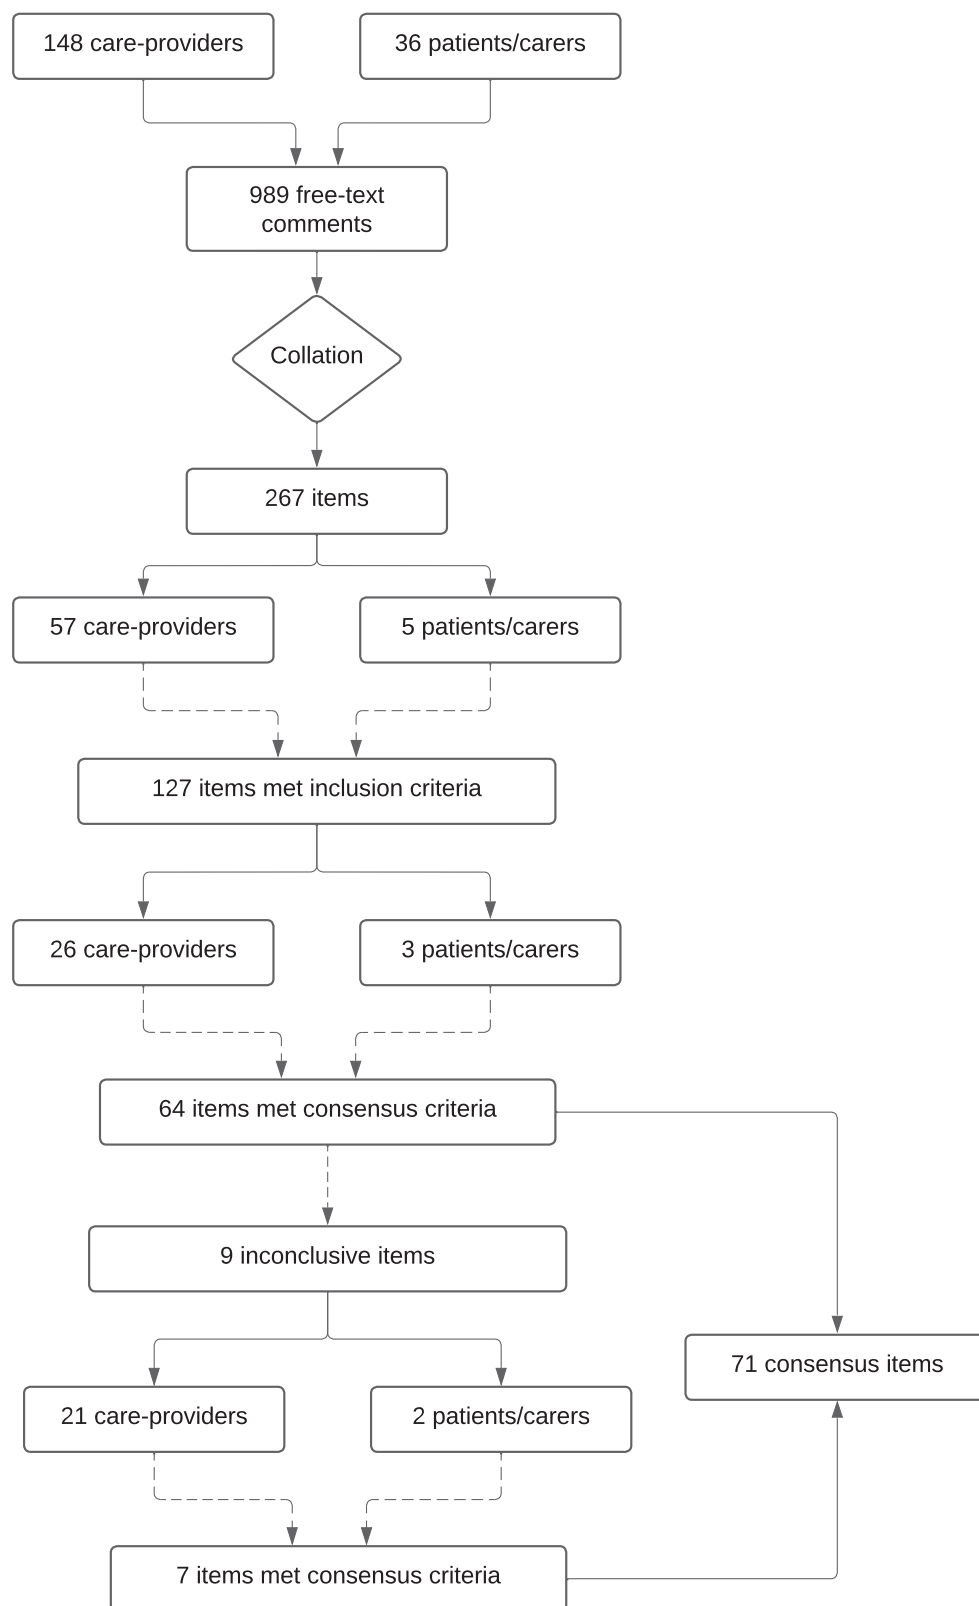 148 care-providers
36 patients/carers
989 free-text
comments
Collation
267 items
57 care-providers
5 patients/carers
127 items met inclusion criteria
26 care-providers
3 patients/carers
64 items met consensus criteria
9 inconclusive items
71 consensus items
21 care-providers
2 patients/carers
7 items met consensus criteria